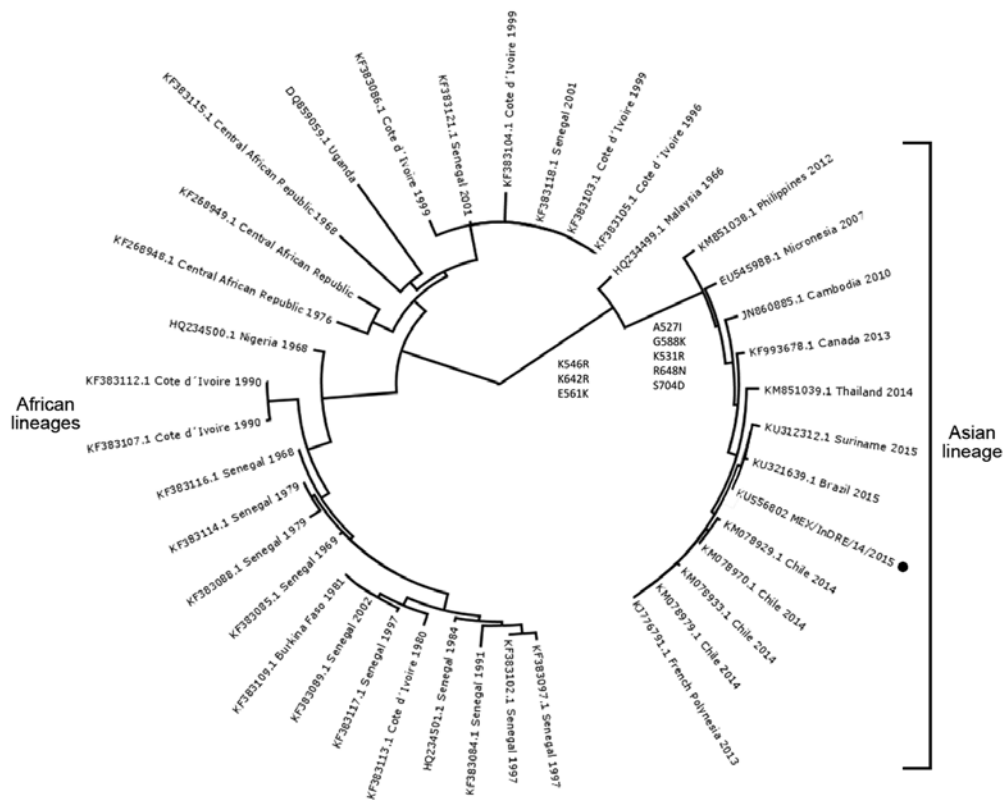 KF383115.1 Central African Republic 1968
DQ859059.1 Uganda
KF383086.1 Cote d'Ivoire 1999
KF383121.1 Senegal 2001
KF383104.1 Cote d'Ivoire 1999
KF383118.1 Senegal 2001
KF383103.1 Cote d'Ivoire 1999
KF383105.1 Cote d'Ivoire 1996
HQ234499.1 Malaysia 1966
KM851038.1 Philippines 2012
EU545988.1 Micronesia 2007
JN860885.1 Cambodia 2010
KF993678.1 Canada 2013
KM851039.1 Thailand 2014
KU312312.1 Suriname 2015
KU321639.1 Brazil 2015
KU556802 MEX/InDRE/14/2015
KM078929.1 Chile 2014
KM078970.1 Chile 2014
KM078933.1 Chile 2014
KM078979.1 Chile 2014
KJ776791.1 French Polynesia 2013
Asian
lineage
A527I
G588K
K531R
R648N
S704D
K546R
K642R
E561K
KF268949.1 Central African Republic
KF268948.1 Central African Republic 1976
HQ234500.1 Nigeria 1968
KF383112.1 Cote d'Ivoire 1990
African
lineages
KF383107.1 Cote d'Ivoire 1990
KF383116.1 Senegal 1968
KF383114.1 Senegal 1979
KF383088.1 Senegal 1979
KF383085.1 Senegal 1969
KF383109.1 Burkina Faso 1981
KF383089.1 Senegal 2002
KF383117.1 Senegal 1997
KF383113.1 Cote d'Ivoire 1980
HQ234501.1 Senegal 1984
KF383084.1 Senegal 1991
KF383102.1 Senegal 1997
KF383097.1 Senegal 1997